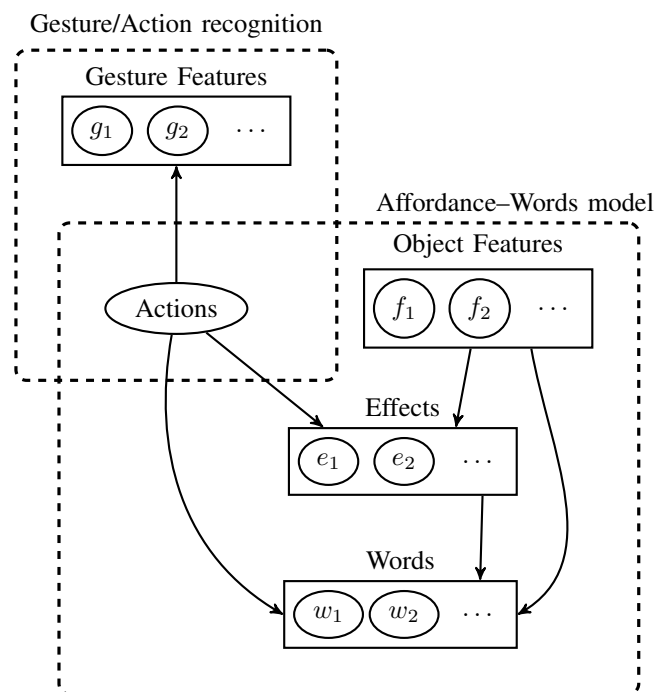 Gesture/Action recognition
Gesture Features
g1 g2 ···
Affordance–Words model
Object Features
Actions
f1 f2 ···
Effects
e1 e2 ···
Words
w1 w2 ···